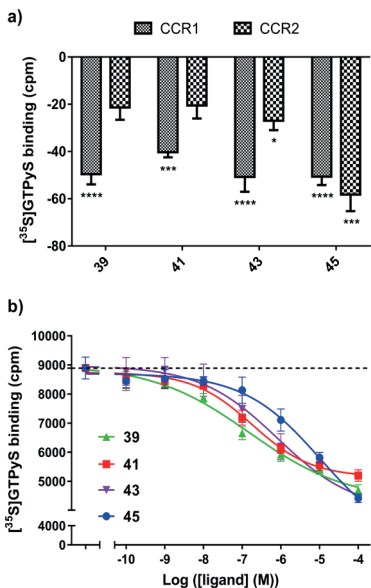 a)
CCR1 CCR2
[³⁵S]GTPyS binding (cpm)
0
-20
-40
-60
-80
**** *** * **** **** ***
39 41 43 45
b)
[³⁵S]GTPyS binding (cpm)
10000
9000
8000
7000
6000
5000
4000
0
39
41
43
45
-10 -9 -8 -7 -6 -5 -4
Log ([ligand] (M))